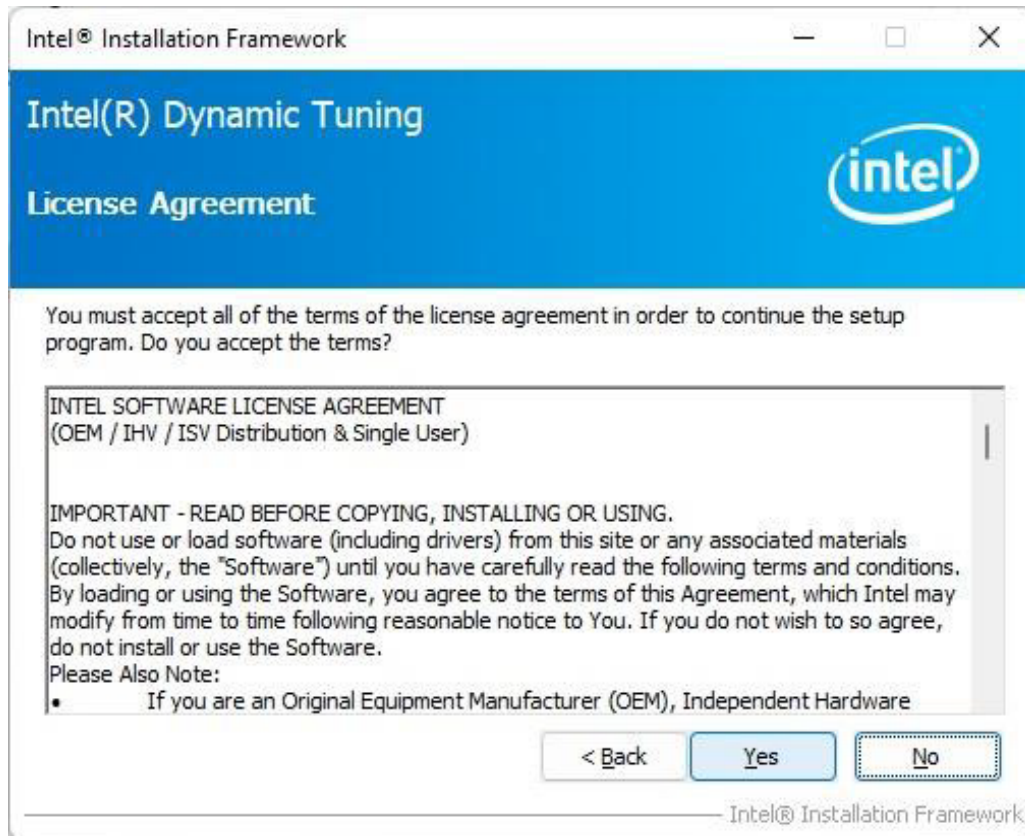 Intel® Installation Framework
Intel(R) Dynamic Tuning
intel
License Agreement
You must accept all of the terms of the license agreement in order to continue the setup
program. Do you accept the terms?
INTEL SOFTWARE LICENSE AGREEMENT
(OEM / IHV / ISV Distribution & Single User)
IMPORTANT - READ BEFORE COPYING, INSTALLING OR USING.
Do not use or load software (including drivers) from this site or any associated materials
(collectively, the "Software") until you have carefully read the following terms and conditions.
By loading or using the Software, you agree to the terms of this Agreement, which Intel may
modify from time to time following reasonable notice to You. If you do not wish to so agree,
do not install or use the Software.
Please Also Note:
• If you are an Original Equipment Manufacturer (OEM), Independent Hardware
< Back Yes No
Intel® Installation Framework